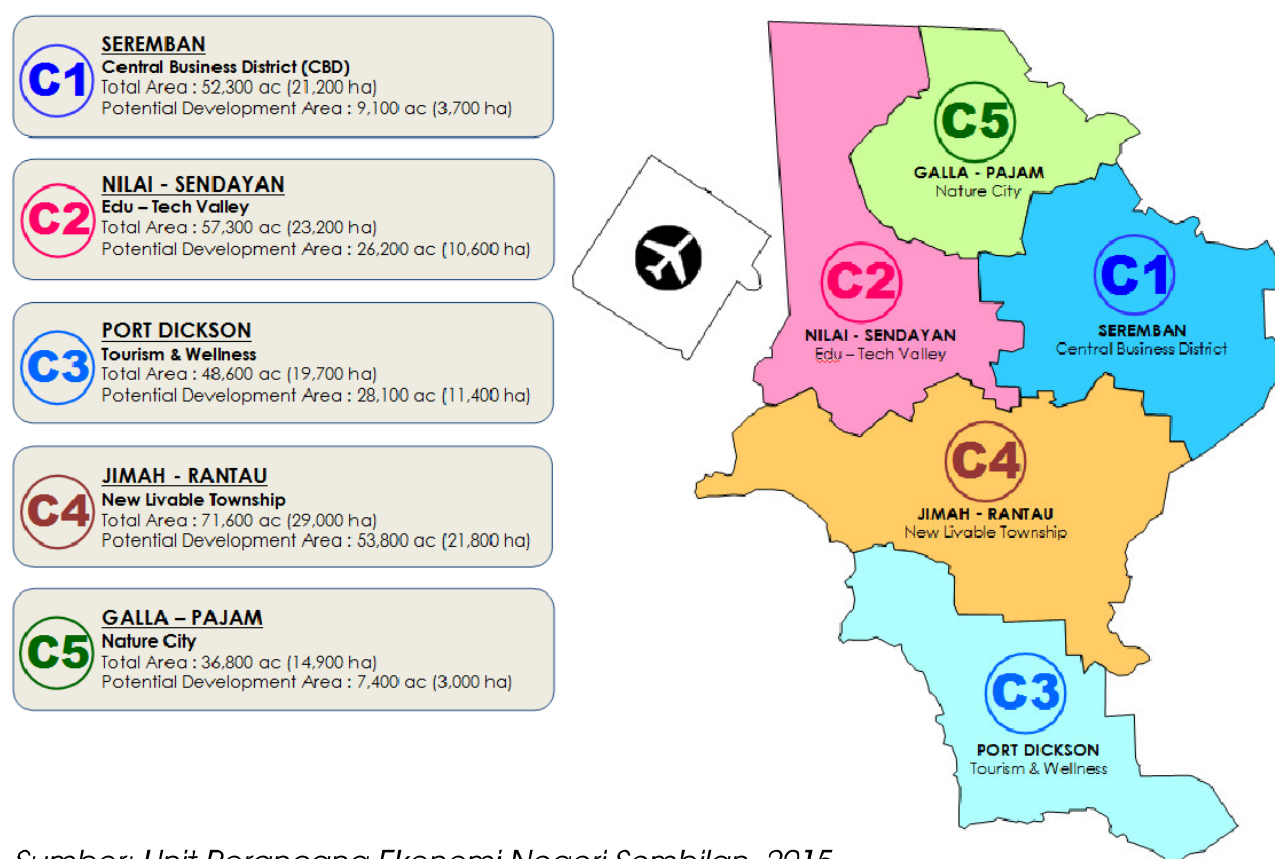 C1
SEREMBAN
Central Business District (CBD)
Total Area : 52,300 ac (21,200 ha)
Potential Development Area : 9,100 ac (3,700 ha)
C2
NILAI - SENDAYAN
Edu – Tech Valley
Total Area : 57,300 ac (23,200 ha)
Potential Development Area : 26,200 ac (10,600 ha)
C3
PORT DICKSON
Tourism & Wellness
Total Area : 48,600 ac (19,700 ha)
Potential Development Area : 28,100 ac (11,400 ha)
C4
JIMAH - RANTAU
New Livable Township
Total Area : 71,600 ac (29,000 ha)
Potential Development Area : 53,800 ac (21,800 ha)
C5
GALLA – PAJAM
Nature City
Total Area : 36,800 ac (14,900 ha)
Potential Development Area : 7,400 ac (3,000 ha)
C5
GALLA - PAJAM
Nature City
C1
SEREMBAN
Central Business District
C2
NILAI - SENDAYAN
Edu – Tech Valley
C4
JIMAH - RANTAU
New Livable Township
C3
PORT DICKSON
Tourism & Wellness
Sumber: Unit Perancang Ekonomi Negeri Sembilan, 2015